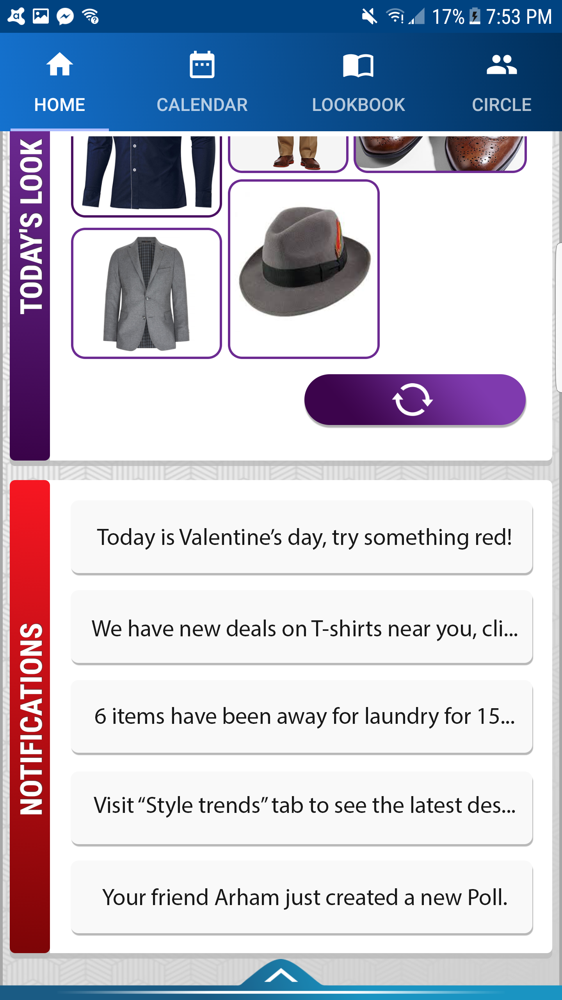 17% 7:53 PM
HOME CALENDAR LOOKBOOK CIRCLE
TODAY'S LOOK
NOTIFICATIONS
Today is Valentine’s day, try something red!
We have new deals on T-shirts near you, cli...
6 items have been away for laundry for 15...
Visit “Style trends” tab to see the latest des...
Your friend Arham just created a new Poll.